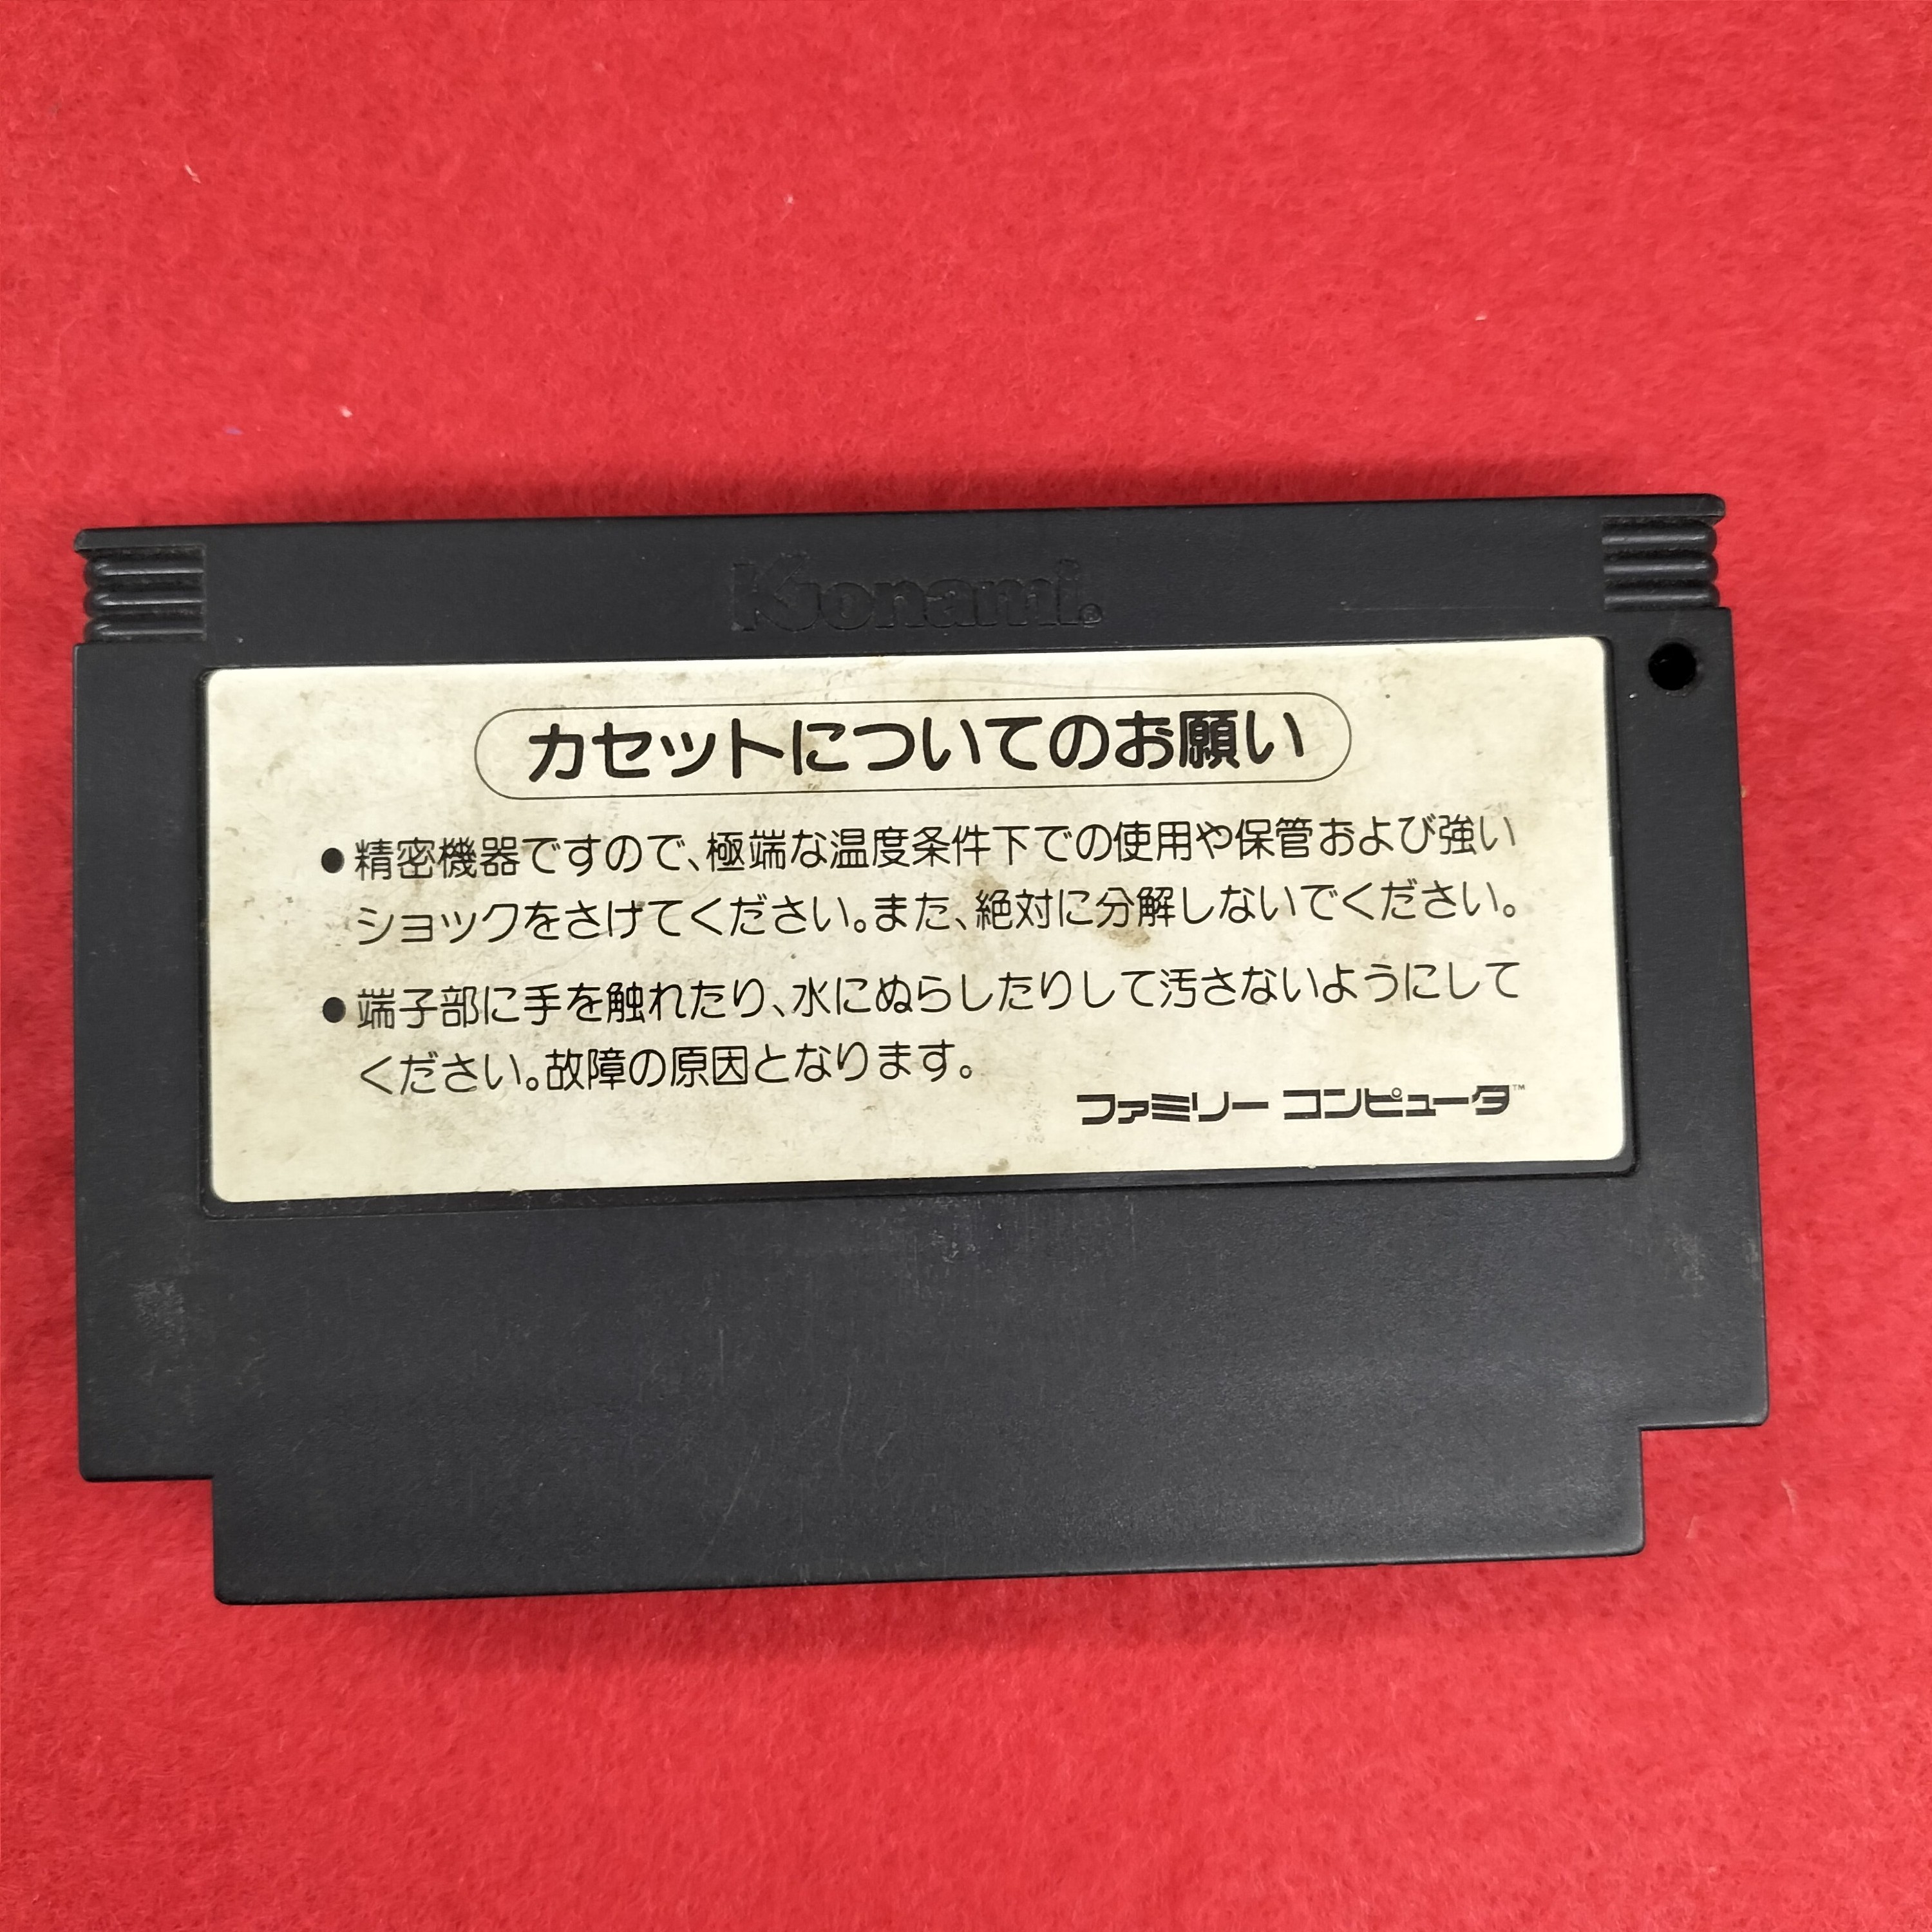 Konami®
カセットについてのお願い
●精密機器ですので、極端な温度条件下での使用や保管および強い
ショックをさけてください。また、絶対に分解しないでください。
●端子部に手を触れたり、水にぬらしたりして汚さないようにして
ください。故障の原因となります。
ファミリー コンピュータ™